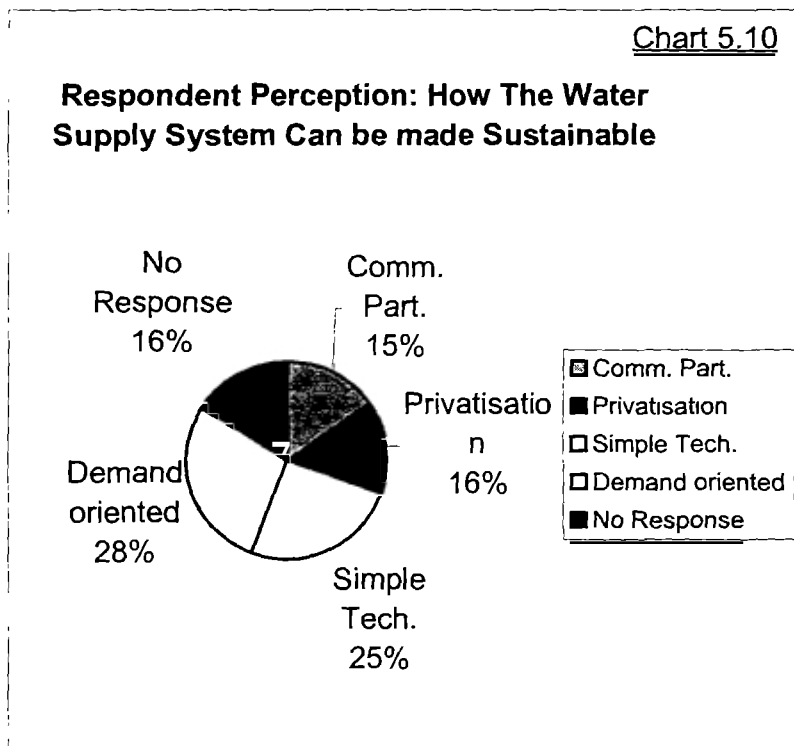 Chart 5.10
Respondent Perception: How The Water
Supply System Can be made Sustainable
No
Response
16%
Comm.
Part.
15%
Privatisatio
n
16%
Demand
oriented
28%
Simple
Tech.
25%
Comm. Part.
Privatisation
Simple Tech.
Demand oriented
No Response